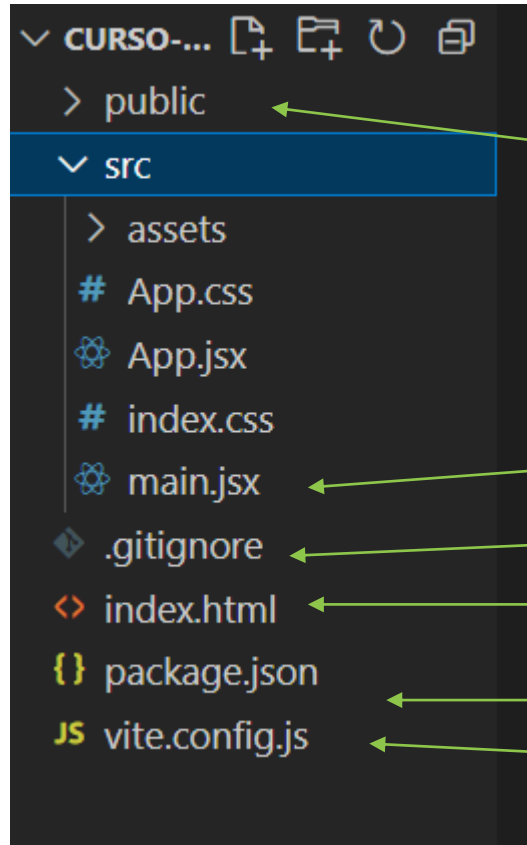 CURSO-...
public
src
assets
# App.css
App.jsx
# index.css
main.jsx
.gitignore
<> index.html
{} package.json
JS vite.config.js